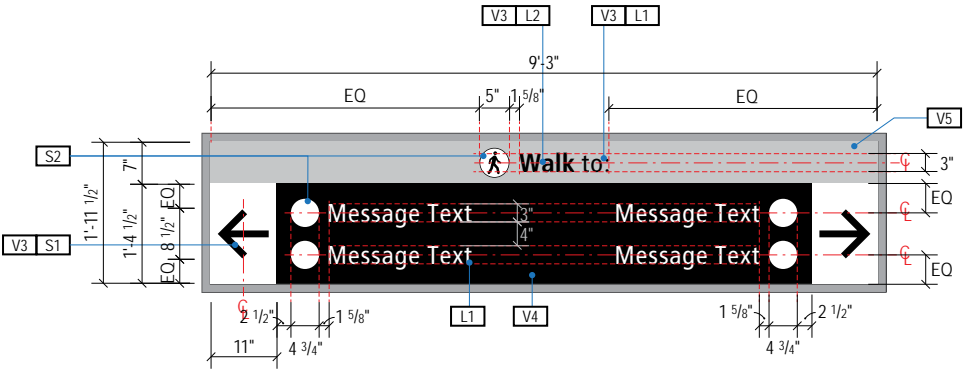 V3 L2 V3 L1
9'-3"
EQ 5" 1 5/8" EQ
V5
S2 7" Walk to: ℄ 3"
1'-11 1/2" 1'-4 1/2" EQ 8 1/2" EQ
V3 S1
Message Text 3" Message Text ℄ EQ
4"
Message Text Message Text ℄ EQ
℄
2 1/2" 1 5/8" L1 V4 1 5/8" 2 1/2"
11" 4 3/4" 4 3/4"